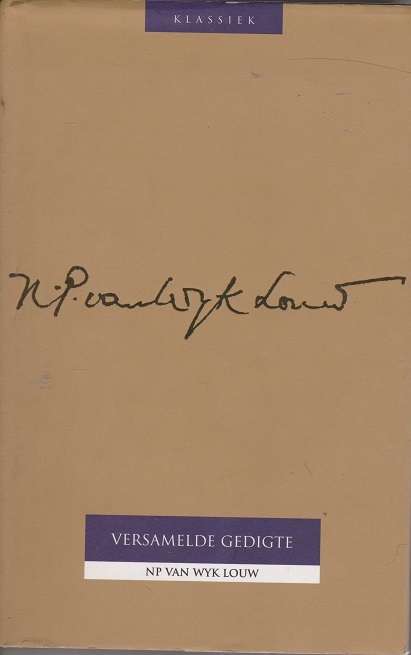 KLASSIEK
N.P. van Wyk Louw
VERSAMELDE GEDIGTE
NP VAN WYK LOUW